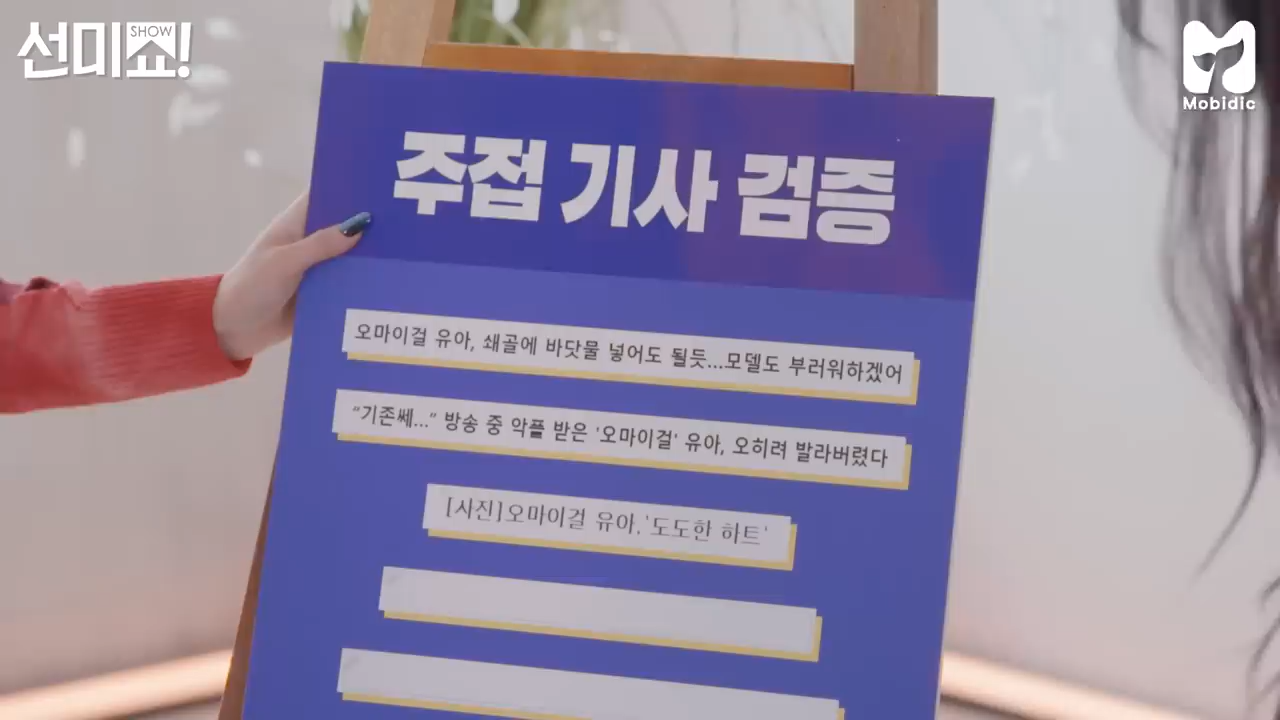 선미쇼!
SHOW
Mobidic
주접 기사 검증
오마이걸 유아, 쇄골에 바닷물 넣어도 될듯...모델도 부러워하겠어
“기존쎄...” 방송 중 악플 받은 '오마이걸' 유아, 오히려 발라버렸다
[사진]오마이걸 유아,'도도한 하트'